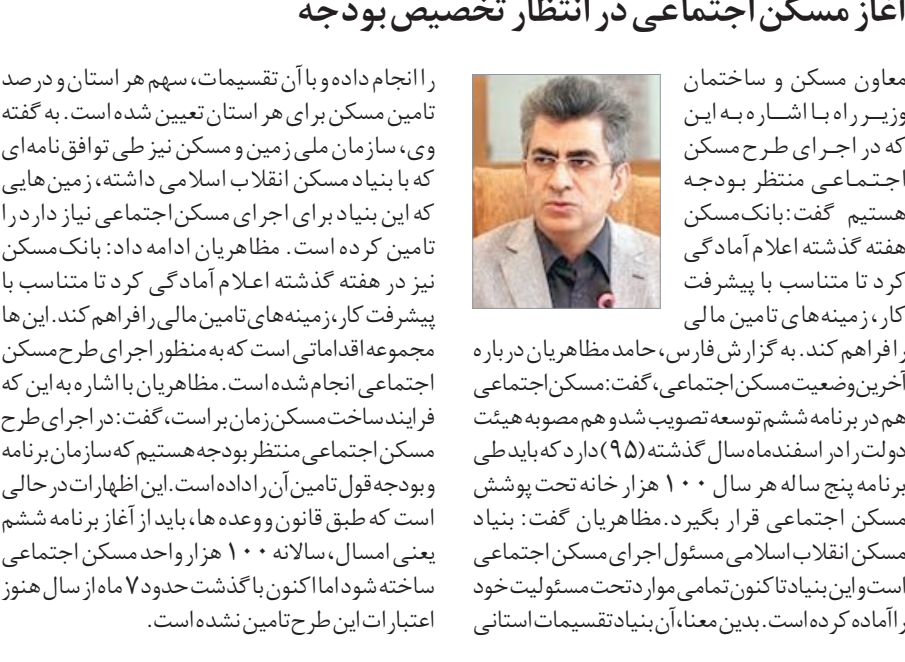 آغاز مسکن اجتماعی در انتظار تخصیص بودجه
معاون مسکن و ساختمان
وزیر راه با اشاره به این
که در اجرای طرح مسکن
اجتماعی منتظر بودجه
هستیم گفت: بانک مسکن
هفته گذشته اعلام آمادگی
کرد تا متناسب با پیشرفت
کار، زمینه های تامین مالی
را فراهم کند. به گزارش فارس، حامد مظاهریان درباره
آخرین وضعیت مسکن اجتماعی، گفت: مسکن اجتماعی
هم در برنامه ششم توسعه تصویب شد و هم مصوبه هیئت
دولت را در اسفندماه سال گذشته (۹۵) دارد که باید طی
برنامه پنج ساله هر سال ۱۰۰ هزار خانه تحت پوشش
مسکن اجتماعی قرار بگیرد. مظاهریان گفت: بنیاد
مسکن انقلاب اسلامی مسئول اجرای مسکن اجتماعی
است و این بنیاد تاکنون تمامی موارد تحت مسئولیت خود
را آماده کرده است. بدین معنا، آن بنیاد تقسیمات استانی
را انجام داده و با آن تقسیمات، سهم هر استان و درصد
تامین مسکن برای هر استان تعیین شده است. به گفته
وی، سازمان ملی زمین و مسکن نیز طی توافق نامه ای
که با بنیاد مسکن انقلاب اسلامی داشته، زمین هایی
که این بنیاد برای اجرای مسکن اجتماعی نیاز دارد را
تامین کرده است. مظاهریان ادامه داد: بانک مسکن
نیز در هفته گذشته اعلام آمادگی کرد تا متناسب با
پیشرفت کار، زمینه های تامین مالی را فراهم کند. این ها
مجموعه اقداماتی است که به منظور اجرای طرح مسکن
اجتماعی انجام شده است. مظاهریان با اشاره به این که
فرایند ساخت مسکن زمان بر است، گفت: در اجرای طرح
مسکن اجتماعی منتظر بودجه هستیم که سازمان برنامه
و بودجه قول تامین آن را داده است. این اظهارات در حالی
است که طبق قانون و وعده ها، باید از آغاز برنامه ششم
یعنی امسال، سالانه ۱۰۰ هزار واحد مسکن اجتماعی
ساخته شود اما اکنون با گذشت حدود ۷ ماه از سال هنوز
اعتبارات این طرح تامین نشده است.